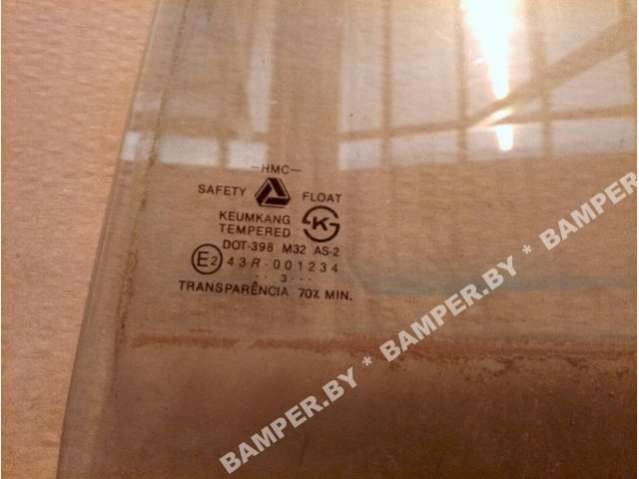 HMC
SAFETY FLOAT
KEUMKANG
TEMPERED
K
DOT-398 M32 AS-2
E2 43R-001234
··3···
TRANSPARÊNCIA 70% MIN.
BAMPER.BY * BAMPER.BY * BAMPER.BY